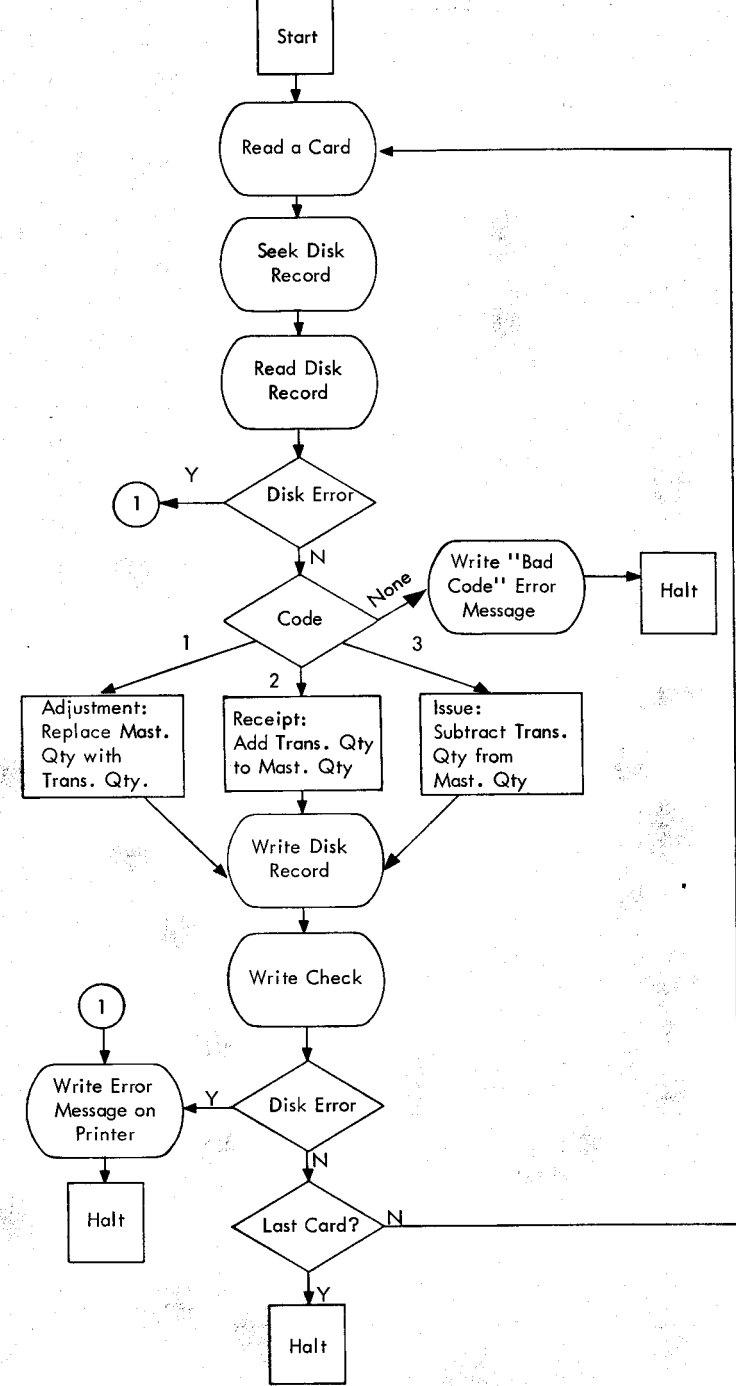 Start
Read a Card
Seek Disk
Record
Read Disk
Record
Y
Disk Error
1
N
None
Write "Bad
Code" Error
Message
Halt
Code
1
2
3
Adjustment:
Replace Mast.
Qty with
Trans. Qty.
Receipt:
Add Trans. Qty
to Mast. Qty
Issue:
Subtract Trans.
Qty from
Mast. Qty
Write Disk
Record
Write Check
1
Write Error
Message on
Printer
Y
Disk Error
N
Halt
Last Card?
N
Y
Halt